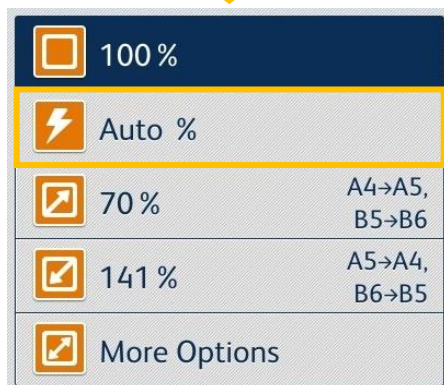 100 %
Auto %
70 %
A4→A5,
B5→B6
141 %
A5→A4,
B6→B5
More Options